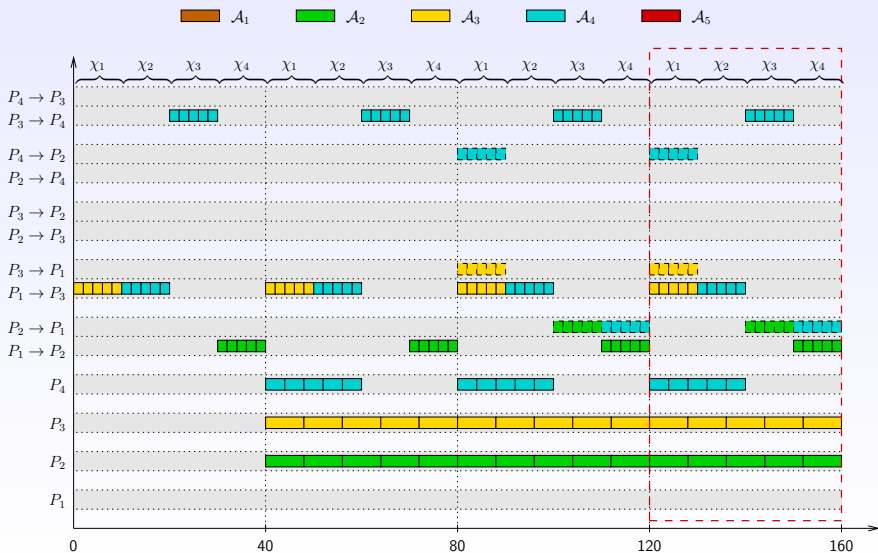 𝒜₁ 𝒜₂ 𝒜₃ 𝒜₄ 𝒜₅
χ₁ χ₂ χ₃ χ₄ χ₁ χ₂ χ₃ χ₄ χ₁ χ₂ χ₃ χ₄ χ₁ χ₂ χ₃ χ₄
P₄ → P₃
P₃ → P₄
P₄ → P₂
P₂ → P₄
P₃ → P₂
P₂ → P₃
P₃ → P₁
P₁ → P₃
P₂ → P₁
P₁ → P₂
P₄
P₃
P₂
P₁
0 40 80 120 160